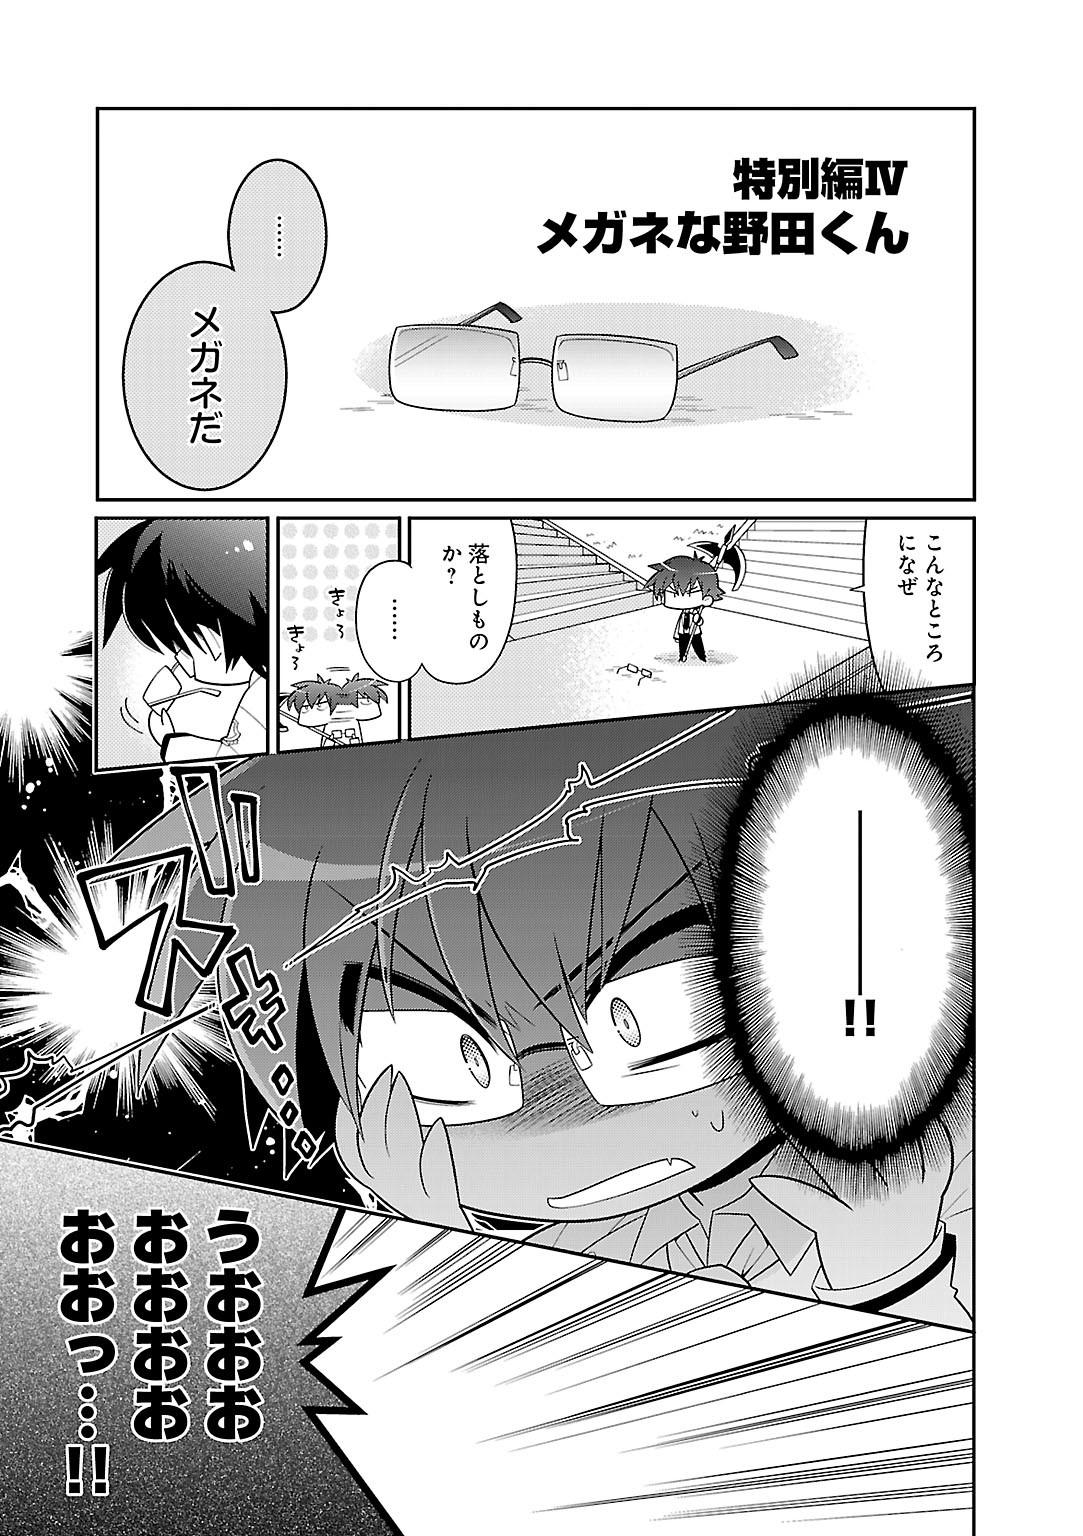 特別編Ⅳ
メガネな野田くん
……
メガネだ
こんなところ
になぜ
落としもの
か?
……
きょろ
きょろ
――!!
うおおおお
おおおおお
おおっ…!!